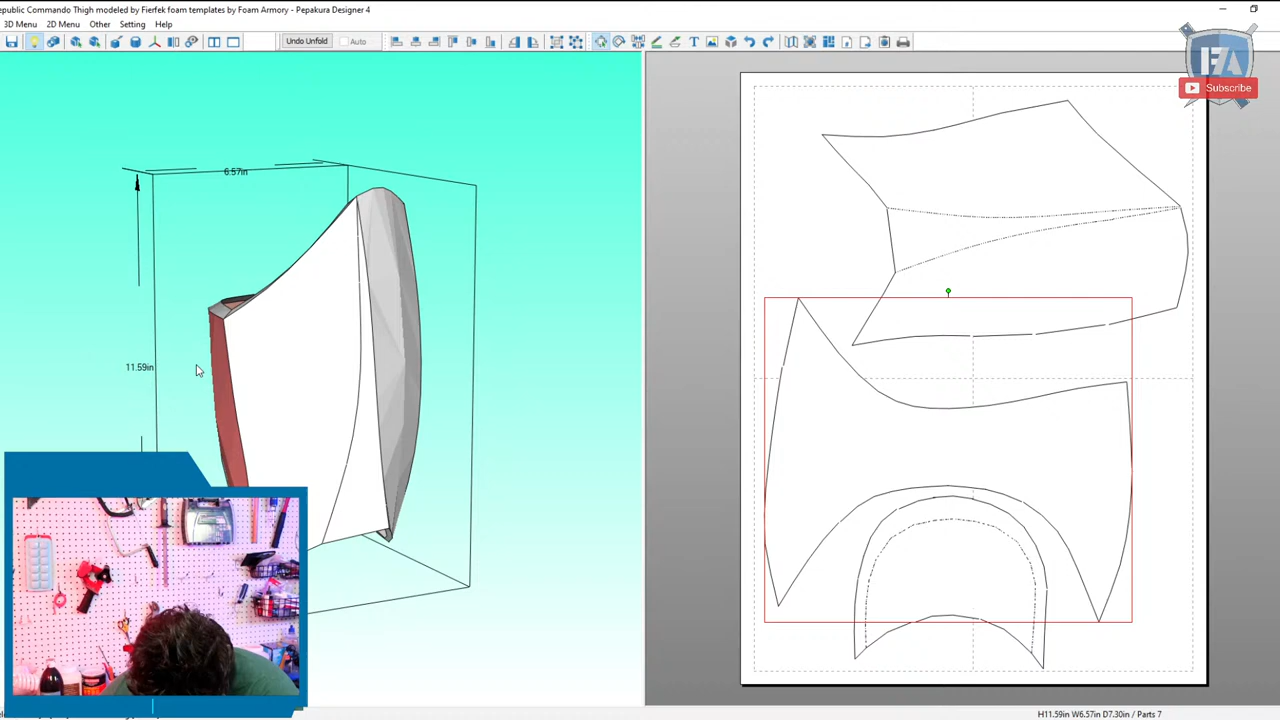 epublic Commando Thigh modeled by Fierfek foam templates by Foam Armory - Pepakura Designer 4
3D Menu 2D Menu Other Setting Help
Undo Unfold Auto
FA
Subscribe
6.57in
11.59in
H11.59in W6.57in D7.30in / Parts 7